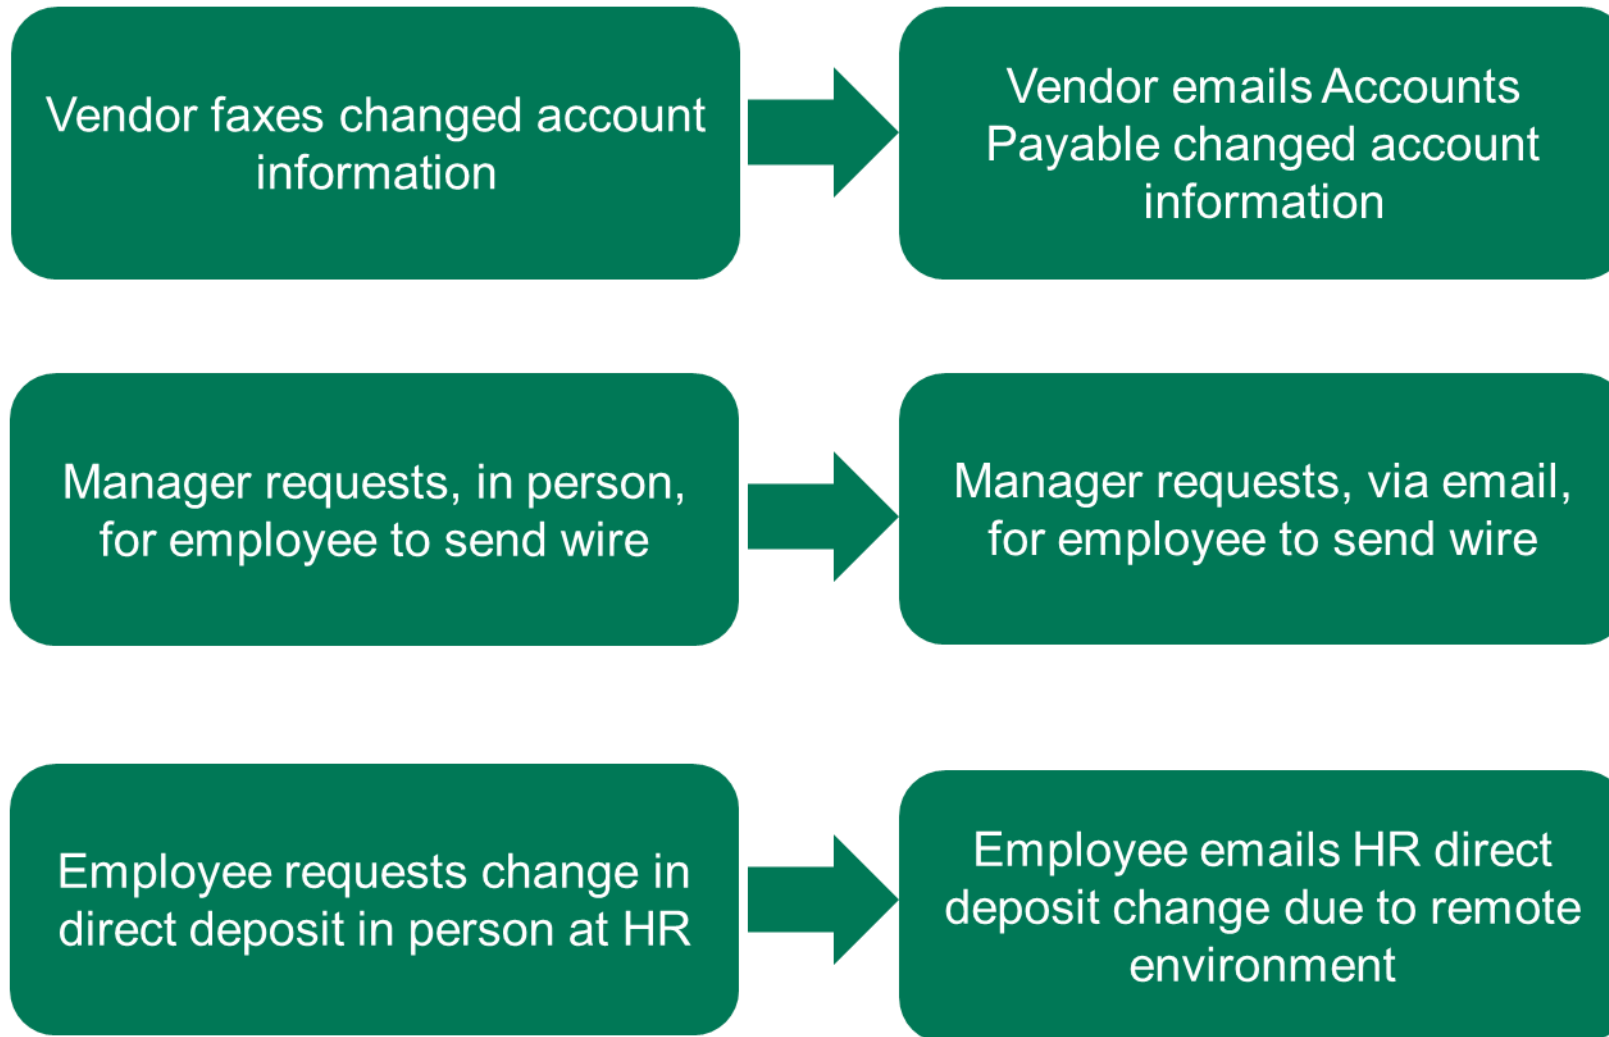 Vendor faxes changed account
information
Vendor emails Accounts
Payable changed account
information
Manager requests, in person,
for employee to send wire
Manager requests, via email,
for employee to send wire
Employee requests change in
direct deposit in person at HR
Employee emails HR direct
deposit change due to remote
environment